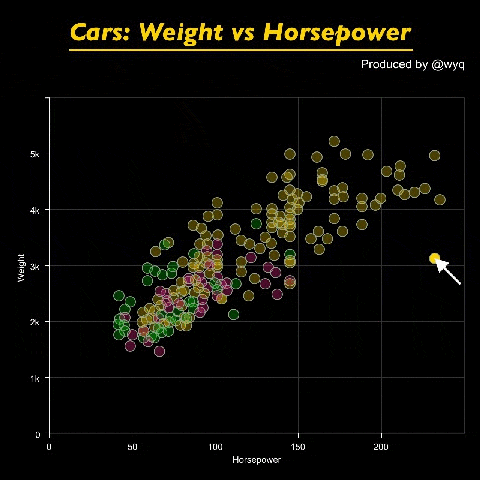 Cars: Weight vs Horsepower
Produced by @wyq
5k
4k
3k
2k
1k
0
Weight
0 50 100 150 200
Horsepower